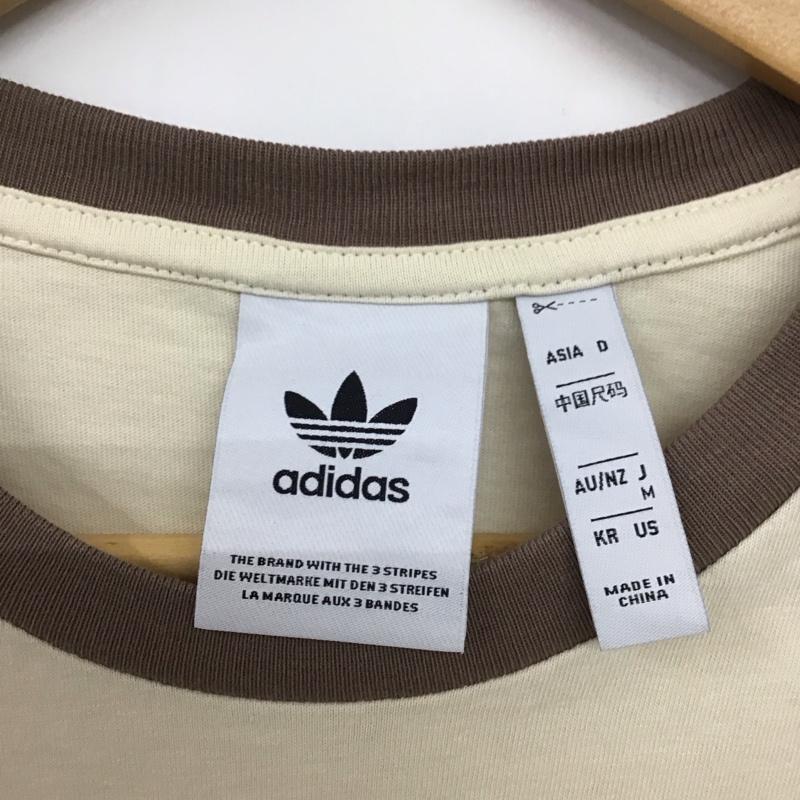 adidas
THE BRAND WITH THE 3 STRIPES
DIE WELTMARKE MIT DEN 3 STREIFEN
LA MARQUE AUX 3 BANDES
ASIA D
中国尺码
AU/NZ J
M
KR US
MADE IN
CHINA